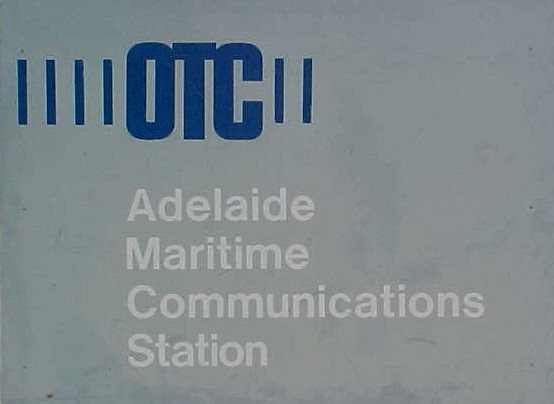 OTC
Adelaide
Maritime
Communications
Station